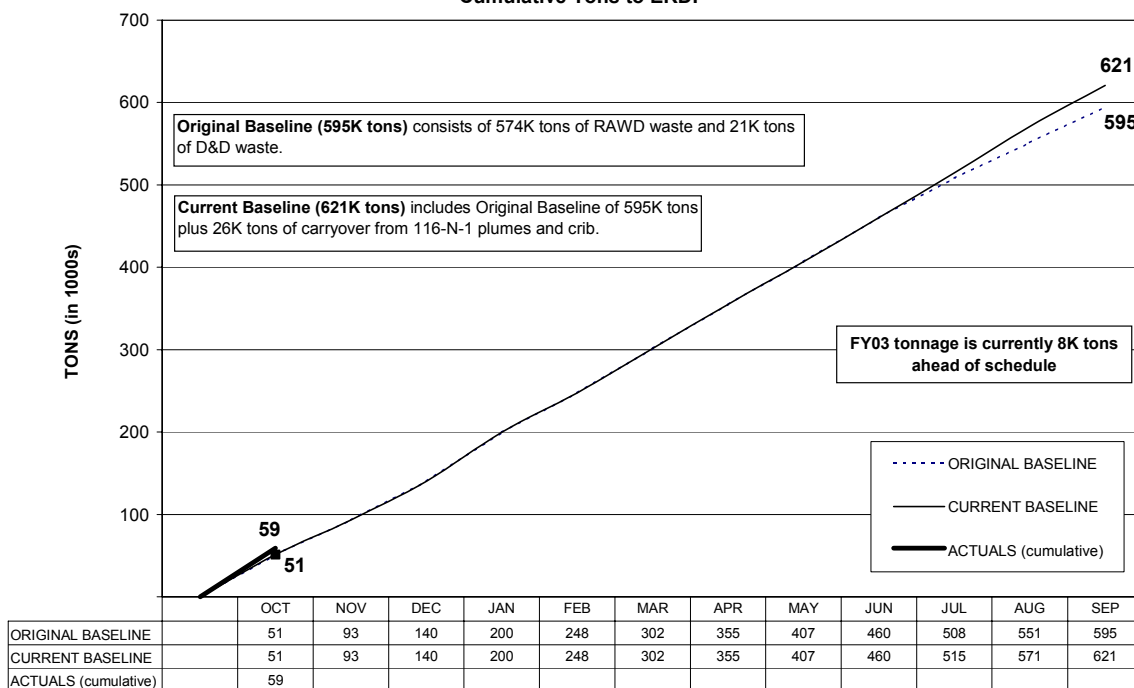 Cumulative Tons to ERDF
700
600
500
400
300
200
100
TONS (in 1000s)
621
595
Original Baseline (595K tons) consists of 574K tons of RAWD waste and 21K tons
of D&D waste.
Current Baseline (621K tons) includes Original Baseline of 595K tons
plus 26K tons of carryover from 116-N-1 plumes and crib.
FY03 tonnage is currently 8K tons
ahead of schedule
ORIGINAL BASELINE
CURRENT BASELINE
ACTUALS (cumulative)
59
51
OCT NOV DEC JAN FEB MAR APR MAY JUN JUL AUG SEP
ORIGINAL BASELINE 51 93 140 200 248 302 355 407 460 508 551 595
CURRENT BASELINE 51 93 140 200 248 302 355 407 460 515 571 621
ACTUALS (cumulative) 59